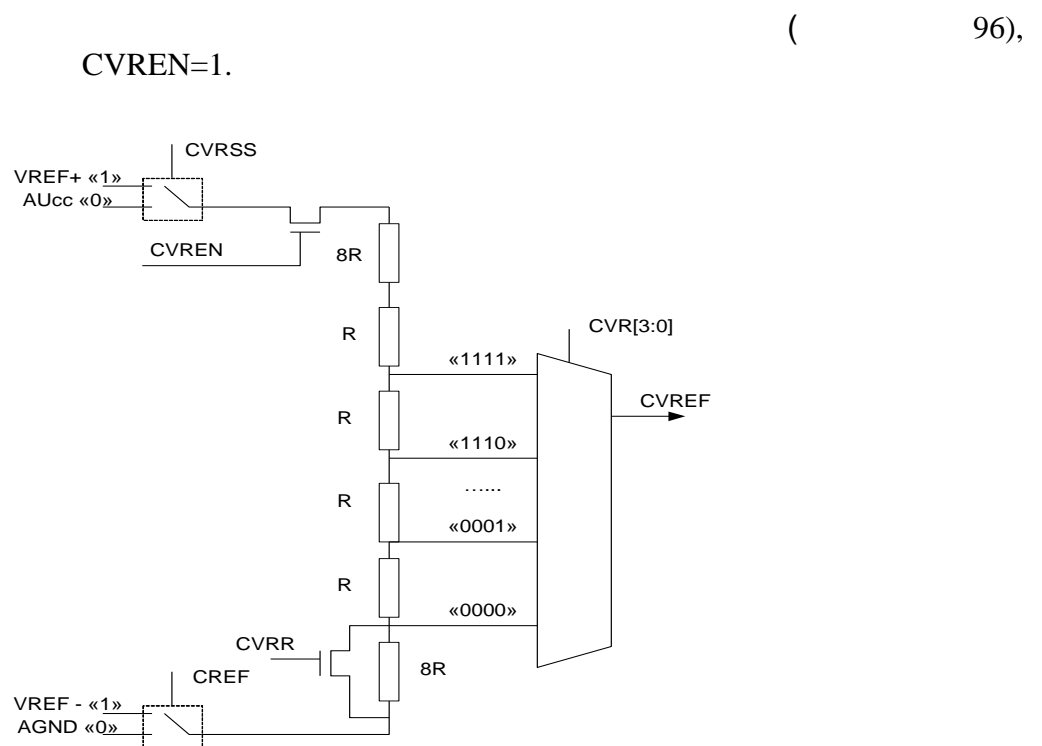 ( 96),
CVREN=1.
CVRSS
VREF+ «1»
AUcc «0»
CVREN
8R
R
CVR[3:0]
«1111»
CVREF
R
«1110»
…...
R
«0001»
R
«0000»
CVRR
8R
CREF
VREF - «1»
AGND «0»